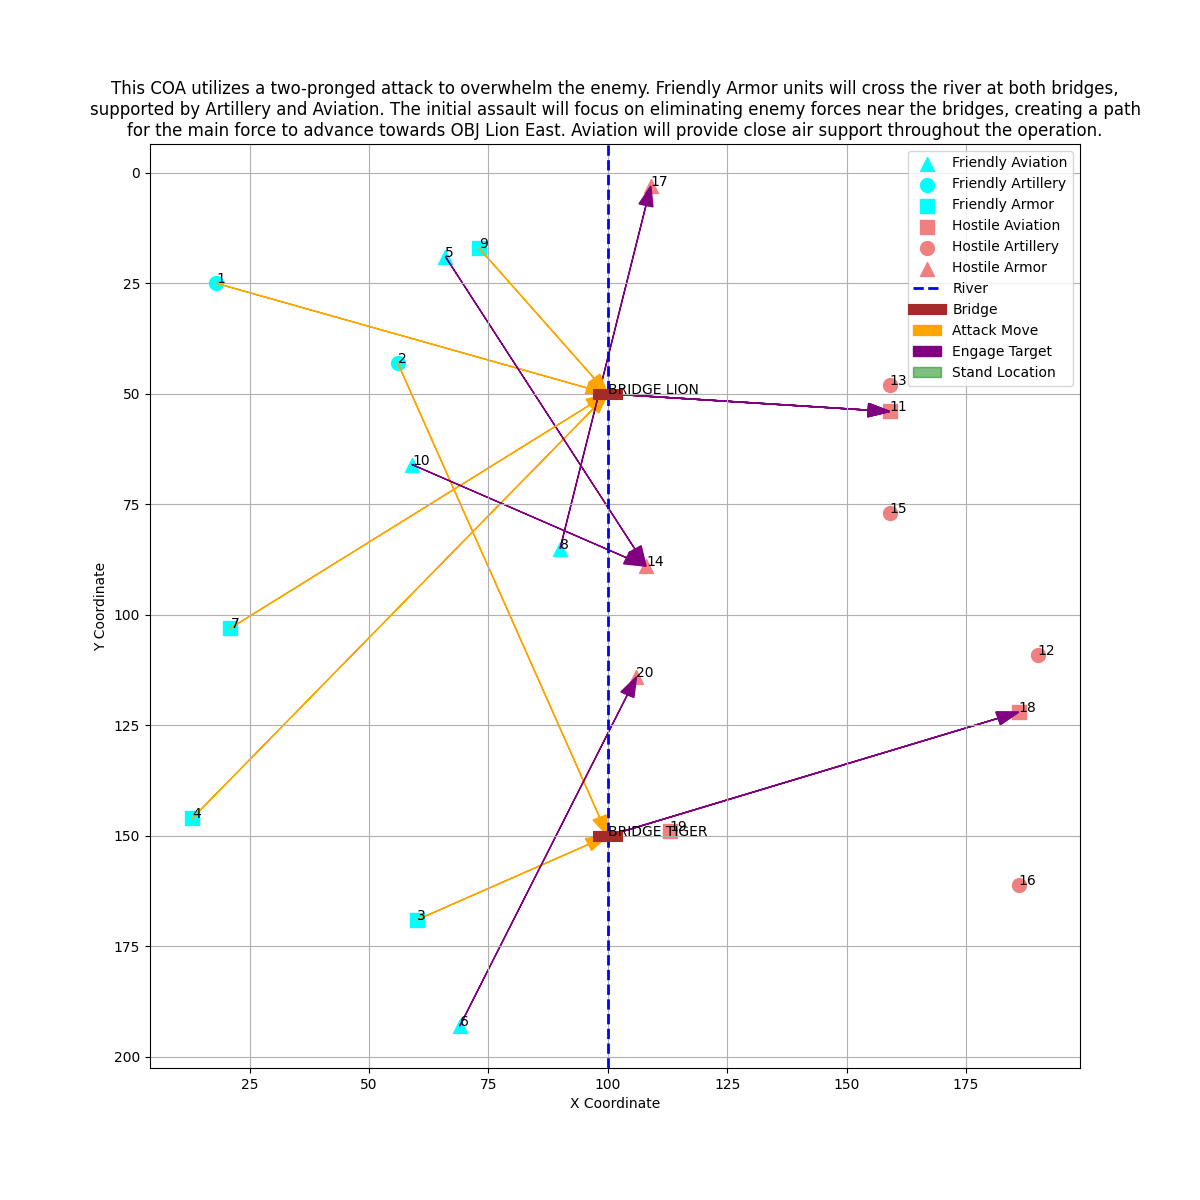 This COA utilizes a two-pronged attack to overwhelm the enemy. Friendly Armor units will cross the river at both bridges,
supported by Artillery and Aviation. The initial assault will focus on eliminating enemy forces near the bridges, creating a path
for the main force to advance towards OBJ Lion East. Aviation will provide close air support throughout the operation.
Friendly Aviation
Friendly Artillery
Friendly Armor
Hostile Aviation
Hostile Artillery
Hostile Armor
River
Bridge
Attack Move
Engage Target
Stand Location
0
25
50
75
100
125
150
175
200
Y Coordinate
17
9
5
1
2
BRIDGE LION
13
11
10
15
8
14
7
12
20
18
4
19
BRIDGE TIGER
16
3
6
25
50
75
100
125
150
175
X Coordinate